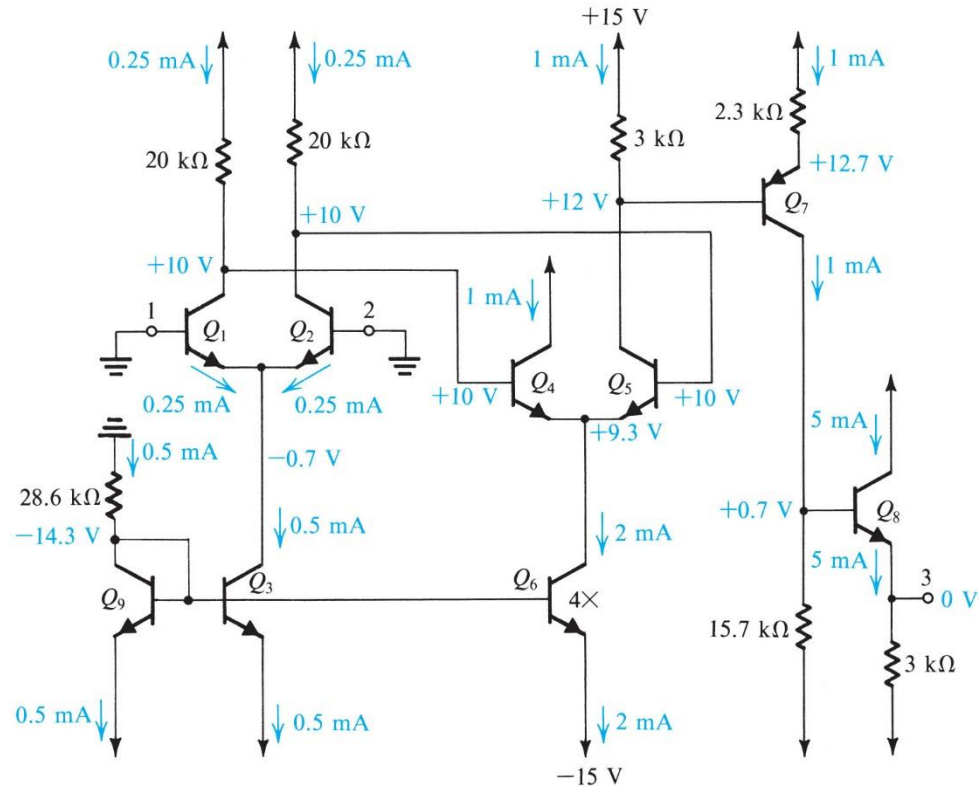 +15 V
0.25 mA
0.25 mA
1 mA
1 mA
2.3 kΩ
20 kΩ
20 kΩ
3 kΩ
+12.7 V
+12 V
Q7
+10 V
+10 V
1 mA
1 mA
1
2
Q1
Q2
Q4
Q5
+10 V
+10 V
0.25 mA
0.25 mA
+9.3 V
5 mA
0.5 mA
−0.7 V
28.6 kΩ
+0.7 V
Q8
−14.3 V
0.5 mA
2 mA
5 mA
Q9
Q3
Q6
4×
3
0 V
15.7 kΩ
3 kΩ
0.5 mA
0.5 mA
2 mA
−15 V